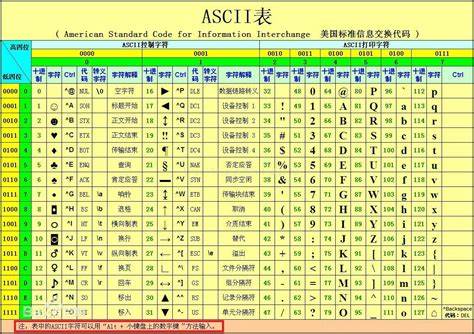 ASCII表
( American Standard Code for Information Interchange 美国标准信息交换代码 )
高四位 ASCII控制字符 ASCII打印字符
0000 0001 0010 0011 0100 0101 0110 0111
0 1 2 3 4 5 6 7
低四位 十进制 字符 Ctrl 代码 转义字符 字符解释 十进制 字符 Ctrl 代码 转义字符 字符解释 十进制 字符 十进制 字符 十进制 字符 十进制 字符 十进制 字符 十进制 字符 Ctrl
0000 0 0 ^@ NUL \0 空字符 16 ► ^P DLE 数据链路转义 32 48 0 64 @ 80 P 96 ` 112 p
0001 1 1 ☺ ^A SOH 标题开始 17 ◄ ^Q DC1 设备控制 1 33 ! 49 1 65 A 81 Q 97 a 113 q
0010 2 2 ☻ ^B STX 正文开始 18 ↕ ^R DC2 设备控制 2 34 " 50 2 66 B 82 R 98 b 114 r
0011 3 3 ♥ ^C ETX 正文结束 19 ‼ ^S DC3 设备控制 3 35 # 51 3 67 C 83 S 99 c 115 s
0100 4 4 ♦ ^D EOT 传输结束 20 ¶ ^T DC4 设备控制 4 36 $ 52 4 68 D 84 T 100 d 116 t
0101 5 5 ♣ ^E ENQ 查询 21 § ^U NAK 否定应答 37 % 53 5 69 E 85 U 101 e 117 u
0110 6 6 ♠ ^F ACK 肯定应答 22 ▬ ^V SYN 同步空闲 38 & 54 6 70 F 86 V 102 f 118 v
0111 7 7 • ^G BEL \a 响铃 23 ↨ ^W ETB 传输块结束 39 ' 55 7 71 G 87 W 103 g 119 w
1000 8 8 ◘ ^H BS \b 退格 24 ↑ ^X CAN 取消 40 ( 56 8 72 H 88 X 104 h 120 x
1001 9 9 ○ ^I HT \t 横向制表 25 ↓ ^Y EM 介质结束 41 ) 57 9 73 I 89 Y 105 i 121 y
1010 A 10 ◙ ^J LF \n 换行 26 → ^Z SUB 替代 42 * 58 : 74 J 90 Z 106 j 122 z
1011 B 11 ♂ ^K VT \v 纵向制表 27 ← ^[ ESC \e 溢出 43 + 59 ; 75 K 91 [ 107 k 123 {
1100 C 12 ♀ ^L FF \f 换页 28 ∟ ^\ FS 文件分隔符 44 , 60 < 76 L 92 \ 108 l 124 |
1101 D 13 ♪ ^M CR \r 回车 29 ↔ ^] GS 组分隔符 45 - 61 = 77 M 93 ] 109 m 125 }
1110 E 14 ♫ ^N SO 移出 30 ▲ ^^ RS 记录分隔符 46 . 62 > 78 N 94 ^ 110 n 126 ~
1111 15 ☼ ^O SI 移入 31 ▼ ^_ US 单元分隔符 47 / 63 ? 79 O 95 _ 111 o 127 ⌂ ^Backspace 代码: DEL
注: 表中的ASCII字符可以用 "Alt + 小键盘上的数字键" 方法输入。